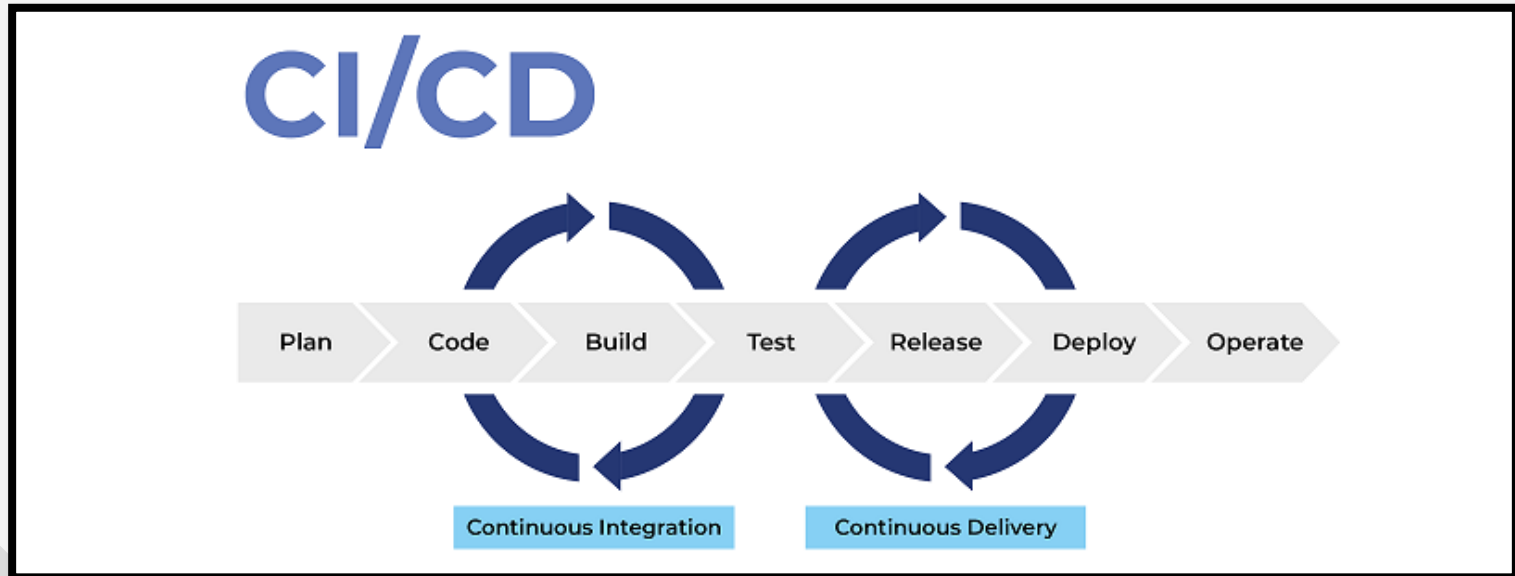 CI/CD
Plan Code Build Test Release Deploy Operate
Continuous Integration Continuous Delivery